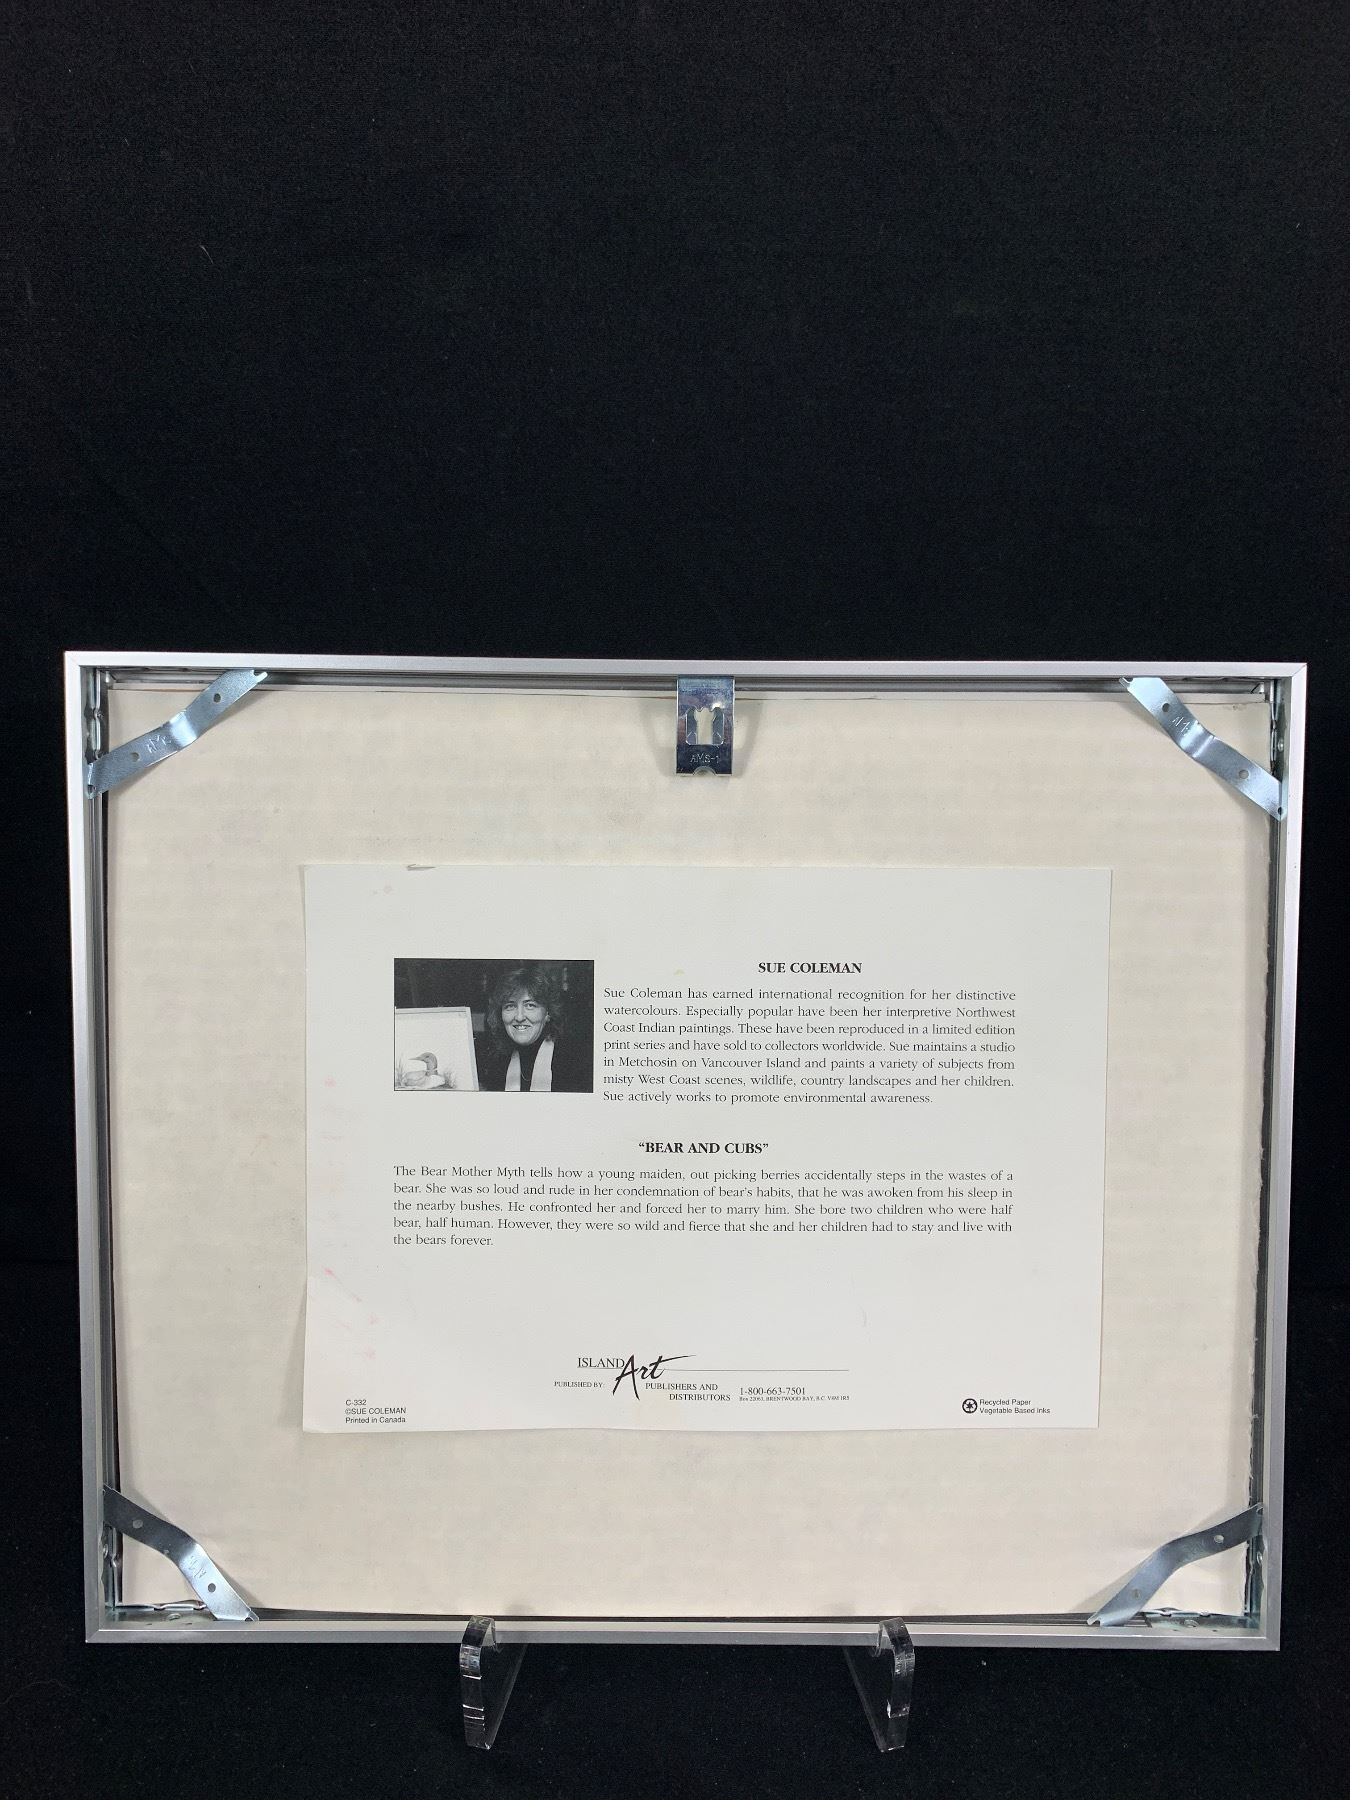 AMS-1
SUE COLEMAN
Sue Coleman has earned international recognition for her distinctive
watercolours. Especially popular have been her interpretive Northwest
Coast Indian paintings. These have been reproduced in a limited edition
print series and have sold to collectors worldwide. Sue maintains a studio
in Metchosin on Vancouver Island and paints a variety of subjects from
misty West Coast scenes, wildlife, country landscapes and her children.
Sue actively works to promote environmental awareness.
“BEAR AND CUBS”
The Bear Mother Myth tells how a young maiden, out picking berries accidentally steps in the wastes of a
bear. She was so loud and rude in her condemnation of bear's habits, that he was awoken from his sleep in
the nearby bushes. He confronted her and forced her to marry him. She bore two children who were half
bear, half human. However, they were so wild and fierce that she and her children had to stay and live with
the bears forever.
ISLAND Art
PUBLISHED BY: PUBLISHERS AND
DISTRIBUTORS
1-800-663-7501
Box 22063, BRENTWOOD BAY, B.C. V8M 1R5
C-332
©SUE COLEMAN
Printed in Canada
Recycled Paper
Vegetable Based Inks